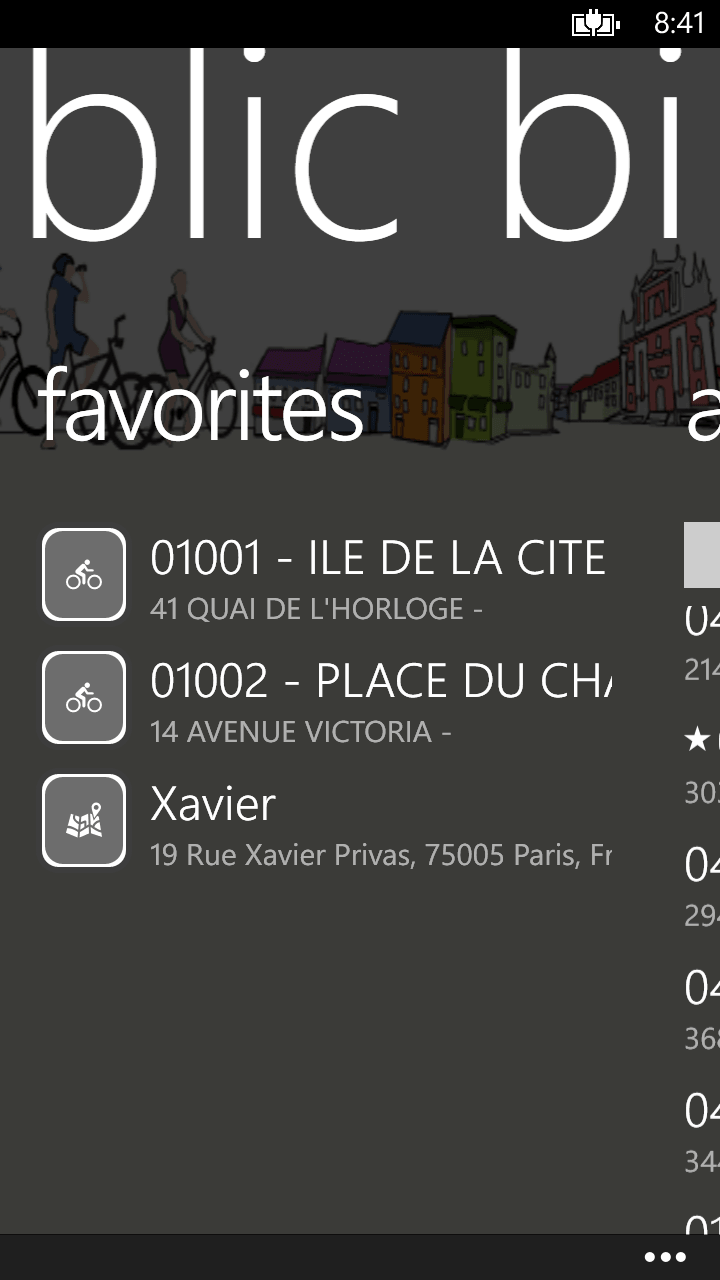 8:41
blic bi
favorites
a
01001 - ILE DE LA CITE
41 QUAI DE L'HORLOGE -
01002 - PLACE DU CHA
14 AVENUE VICTORIA -
Xavier
19 Rue Xavier Privas, 75005 Paris, Fr
04
214
★
303
04
294
04
368
04
344
01